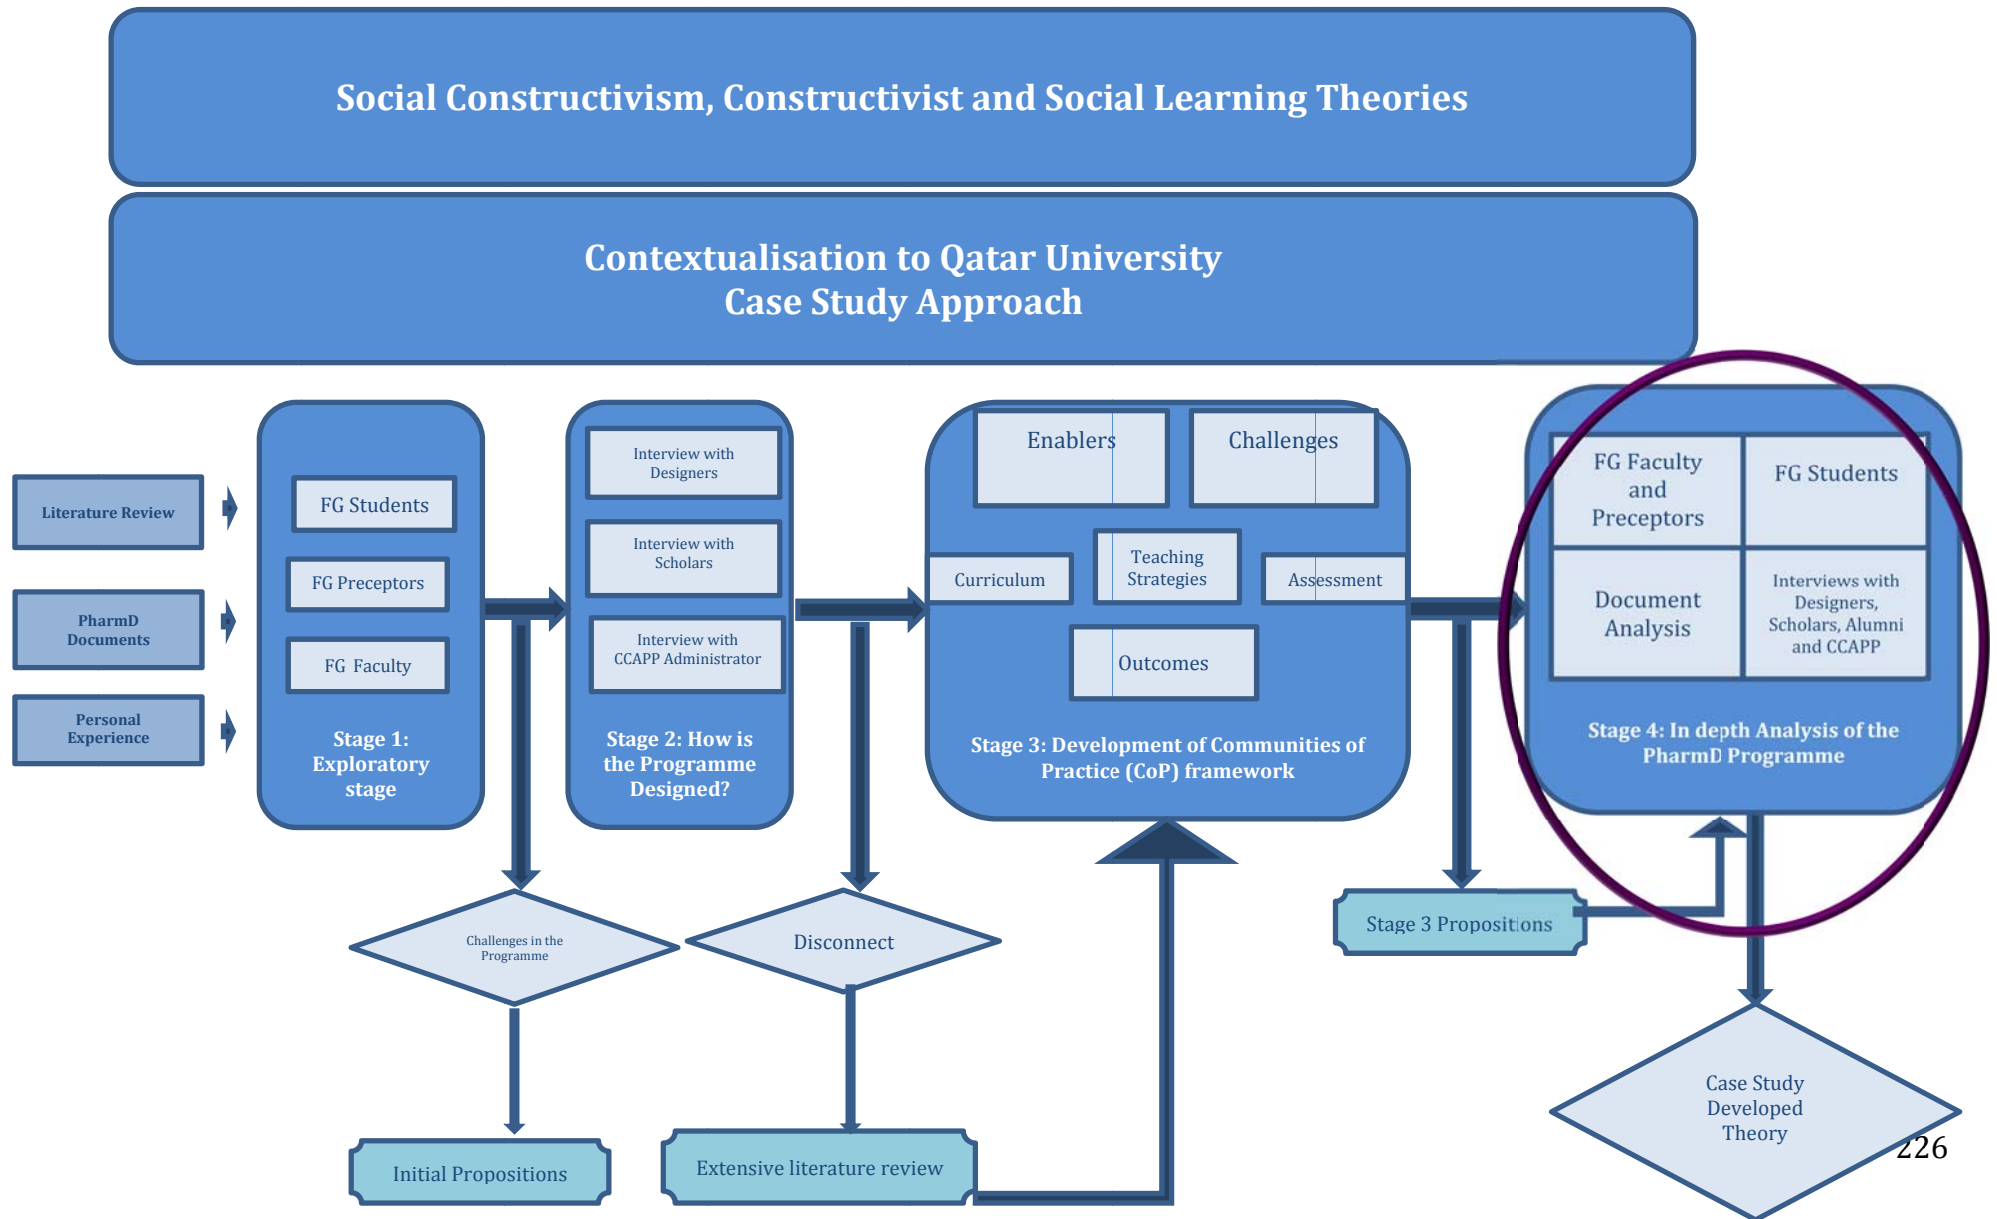 Social Constructivism, Constructivist and Social Learning Theories
Contextualisation to Qatar University
Case Study Approach
Literature Review
PharmD
Documents
Personal
Experience
FG Students
FG Preceptors
FG Faculty
Stage 1:
Exploratory
stage
Interview with
Designers
Interview with
Scholars
Interview with
CCAPP Administrator
Stage 2: How is
the Programme
Designed?
Enablers
Challenges
Curriculum
Teaching
Strategies
Assessment
Outcomes
Stage 3: Development of Communities of
Practice (CoP) framework
FG Faculty
and
Preceptors
FG Students
Document
Analysis
Interviews with
Designers,
Scholars, Alumni
and CCAPP
Stage 4: In depth Analysis of the
PharmD Programme
Challenges in the
Programme
Disconnect
Stage 3 Propositions
Initial Propositions
Extensive literature review
Case Study
Developed
Theory
226